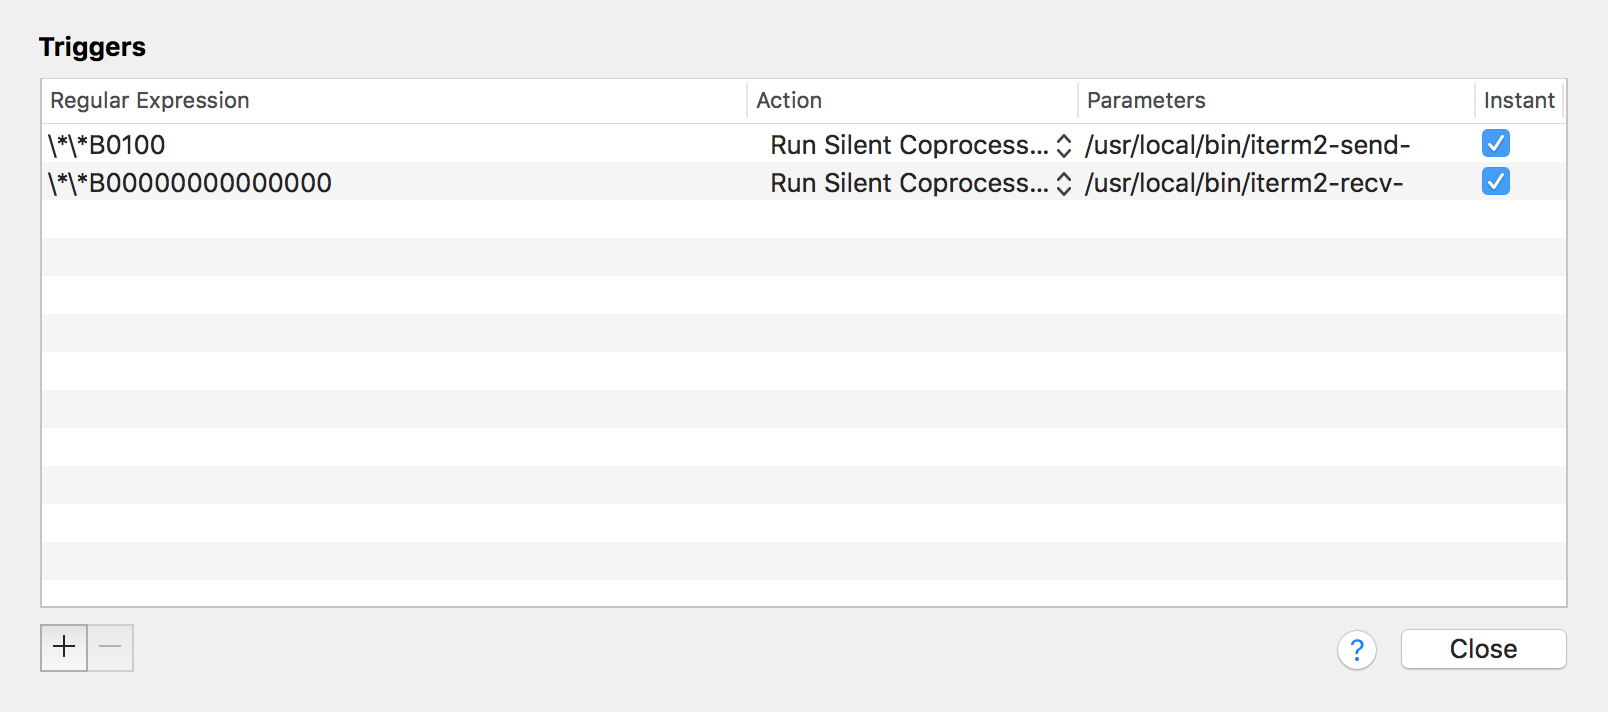 Triggers
Regular Expression Action Parameters Instant
\*\*B0100 Run Silent Coprocess... /usr/local/bin/iterm2-send-
\*\*B00000000000000 Run Silent Coprocess... /usr/local/bin/iterm2-recv-
+ − ? Close